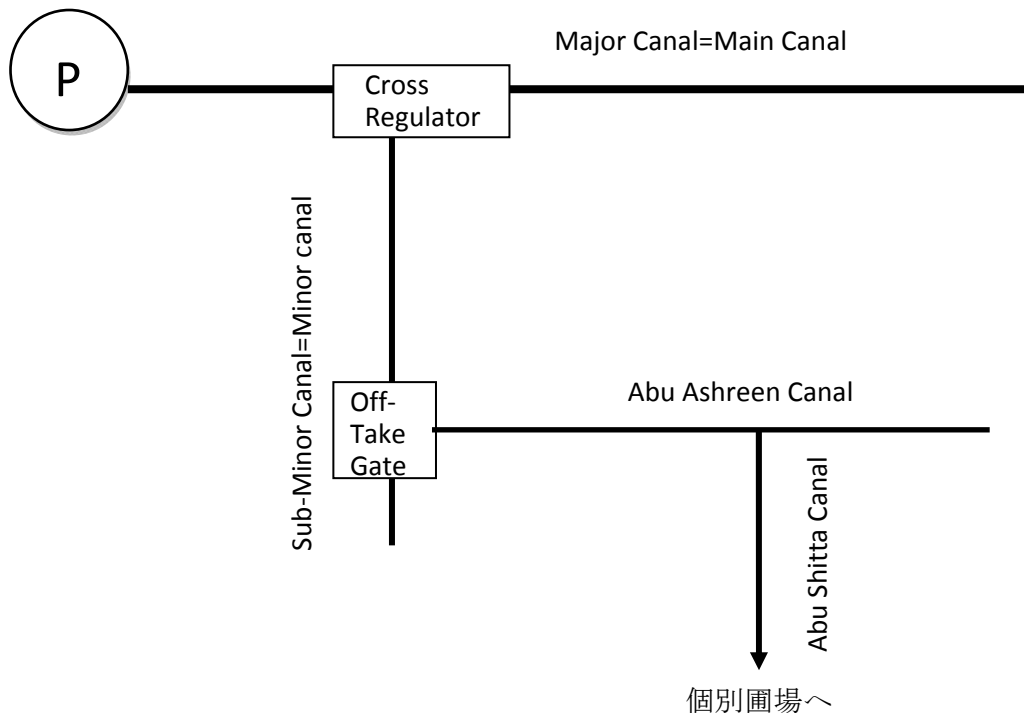 P
Major Canal=Main Canal
Cross
Regulator
Sub-Minor Canal=Minor canal
Off-
Take
Gate
Abu Ashreen Canal
Abu Shitta Canal
個別圃場へ